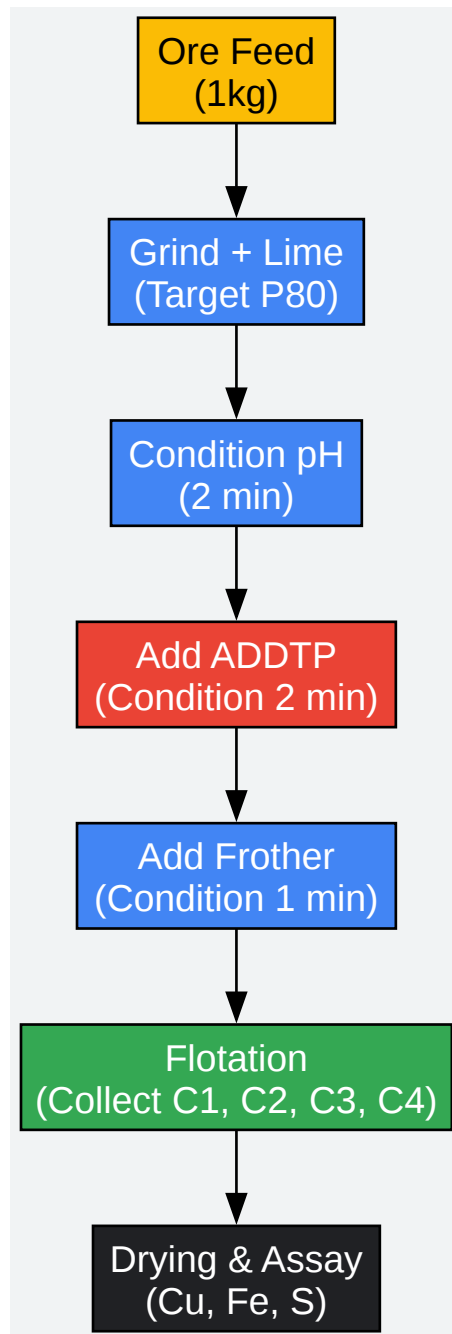 Ore Feed
(1kg)
Grind + Lime
(Target P80)
Condition pH
(2 min)
Add ADDTP
(Condition 2 min)
Add Frother
(Condition 1 min)
Flotation
(Collect C1, C2, C3, C4)
Drying & Assay
(Cu, Fe, S)